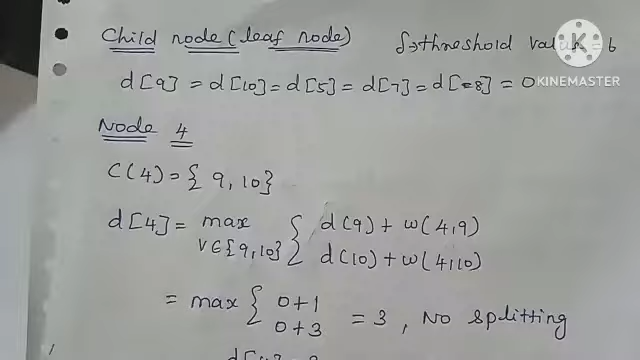 Child node (leaf node) δ→threshold value = 6
d[9] = d[10] = d[5] = d[7] = d[8] = 0
KINEMASTER
Node 4
C(4) = { 9, 10}
d[4] = max { d(9) + w(4,9)
V∈{9,10} d(10) + w(4,10)
= max { 0+1
0+3 = 3, No splitting